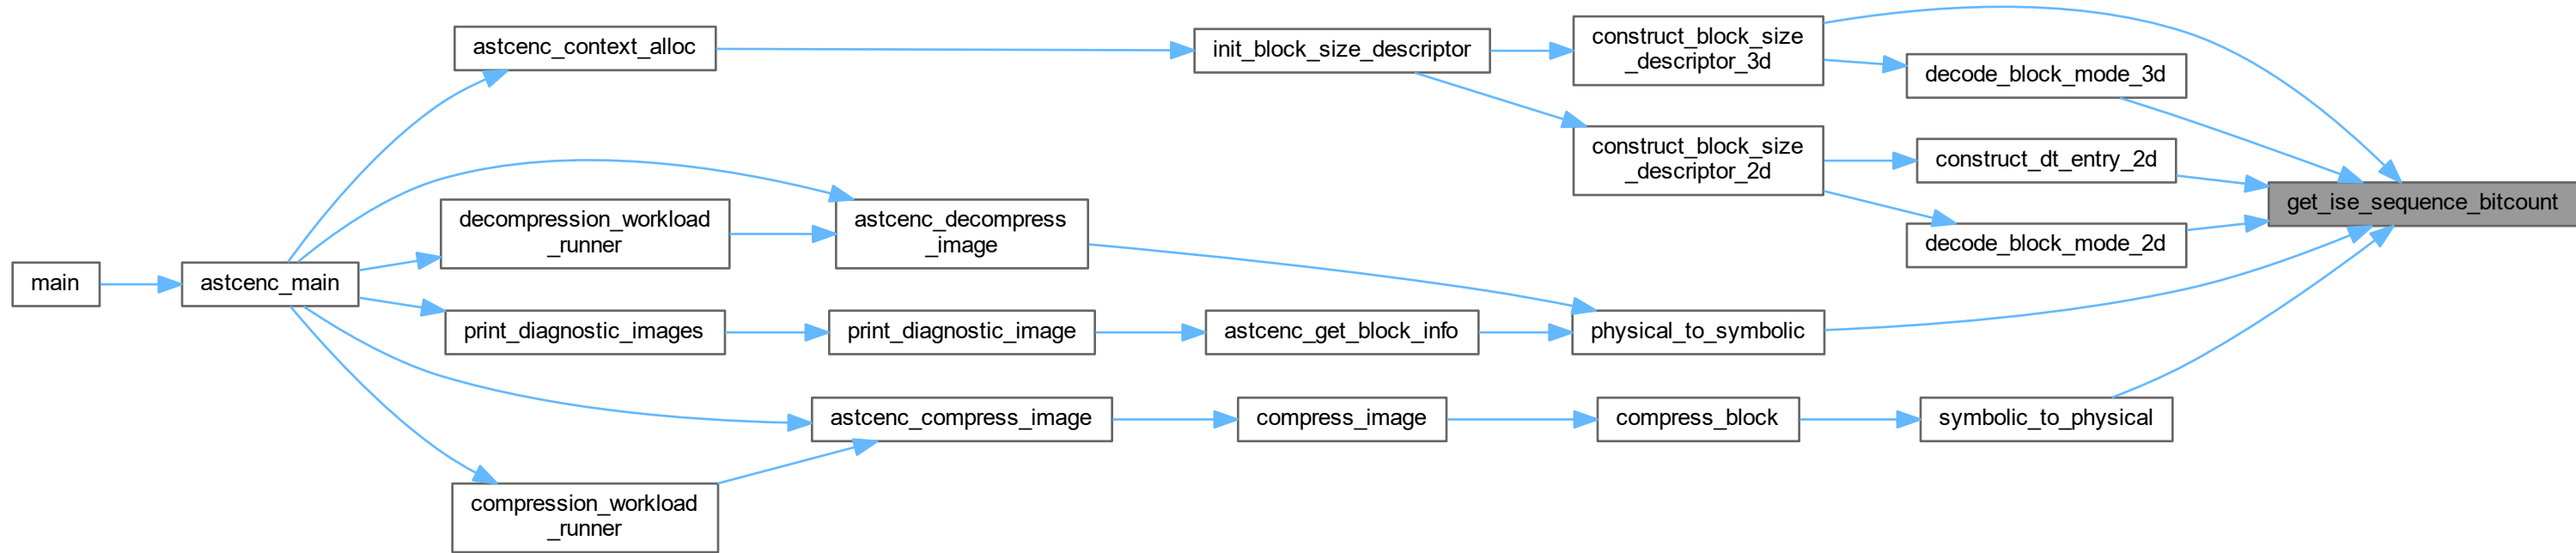 main
astcenc_main
astcenc_context_alloc
decompression_workload
_runner
print_diagnostic_images
compression_workload
_runner
astcenc_decompress
_image
print_diagnostic_image
astcenc_compress_image
init_block_size_descriptor
astcenc_get_block_info
compress_image
construct_block_size
_descriptor_3d
construct_block_size
_descriptor_2d
physical_to_symbolic
compress_block
decode_block_mode_3d
construct_dt_entry_2d
decode_block_mode_2d
symbolic_to_physical
get_ise_sequence_bitcount